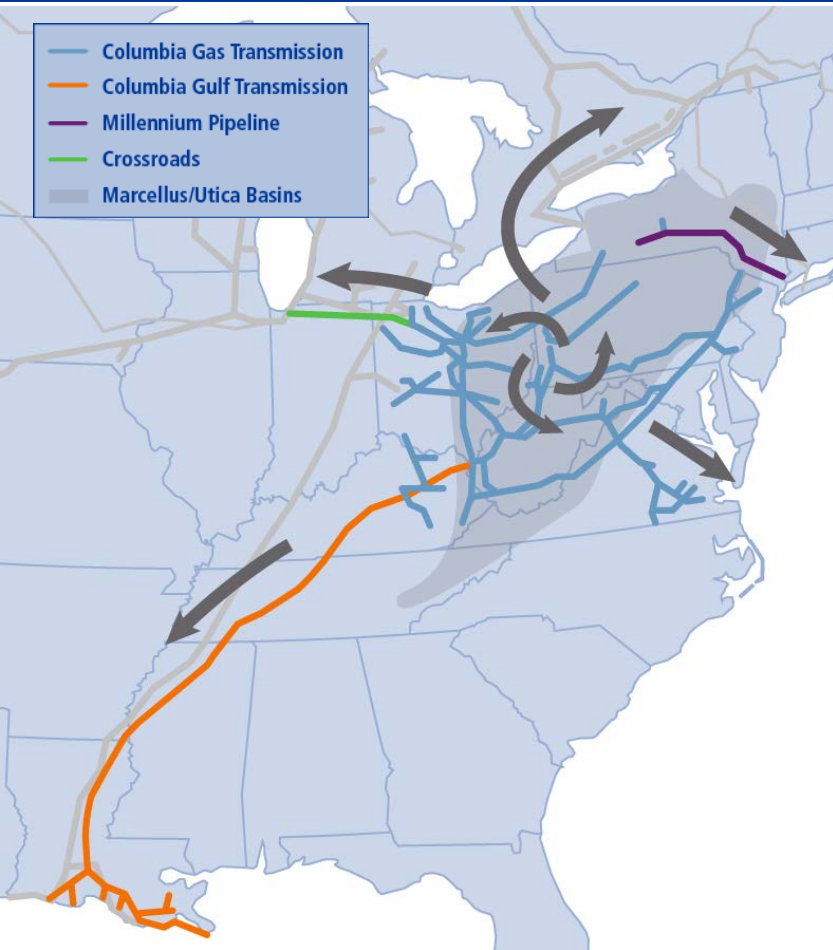 Columbia Gas Transmission
Columbia Gulf Transmission
Millennium Pipeline
Crossroads
Marcellus/Utica Basins